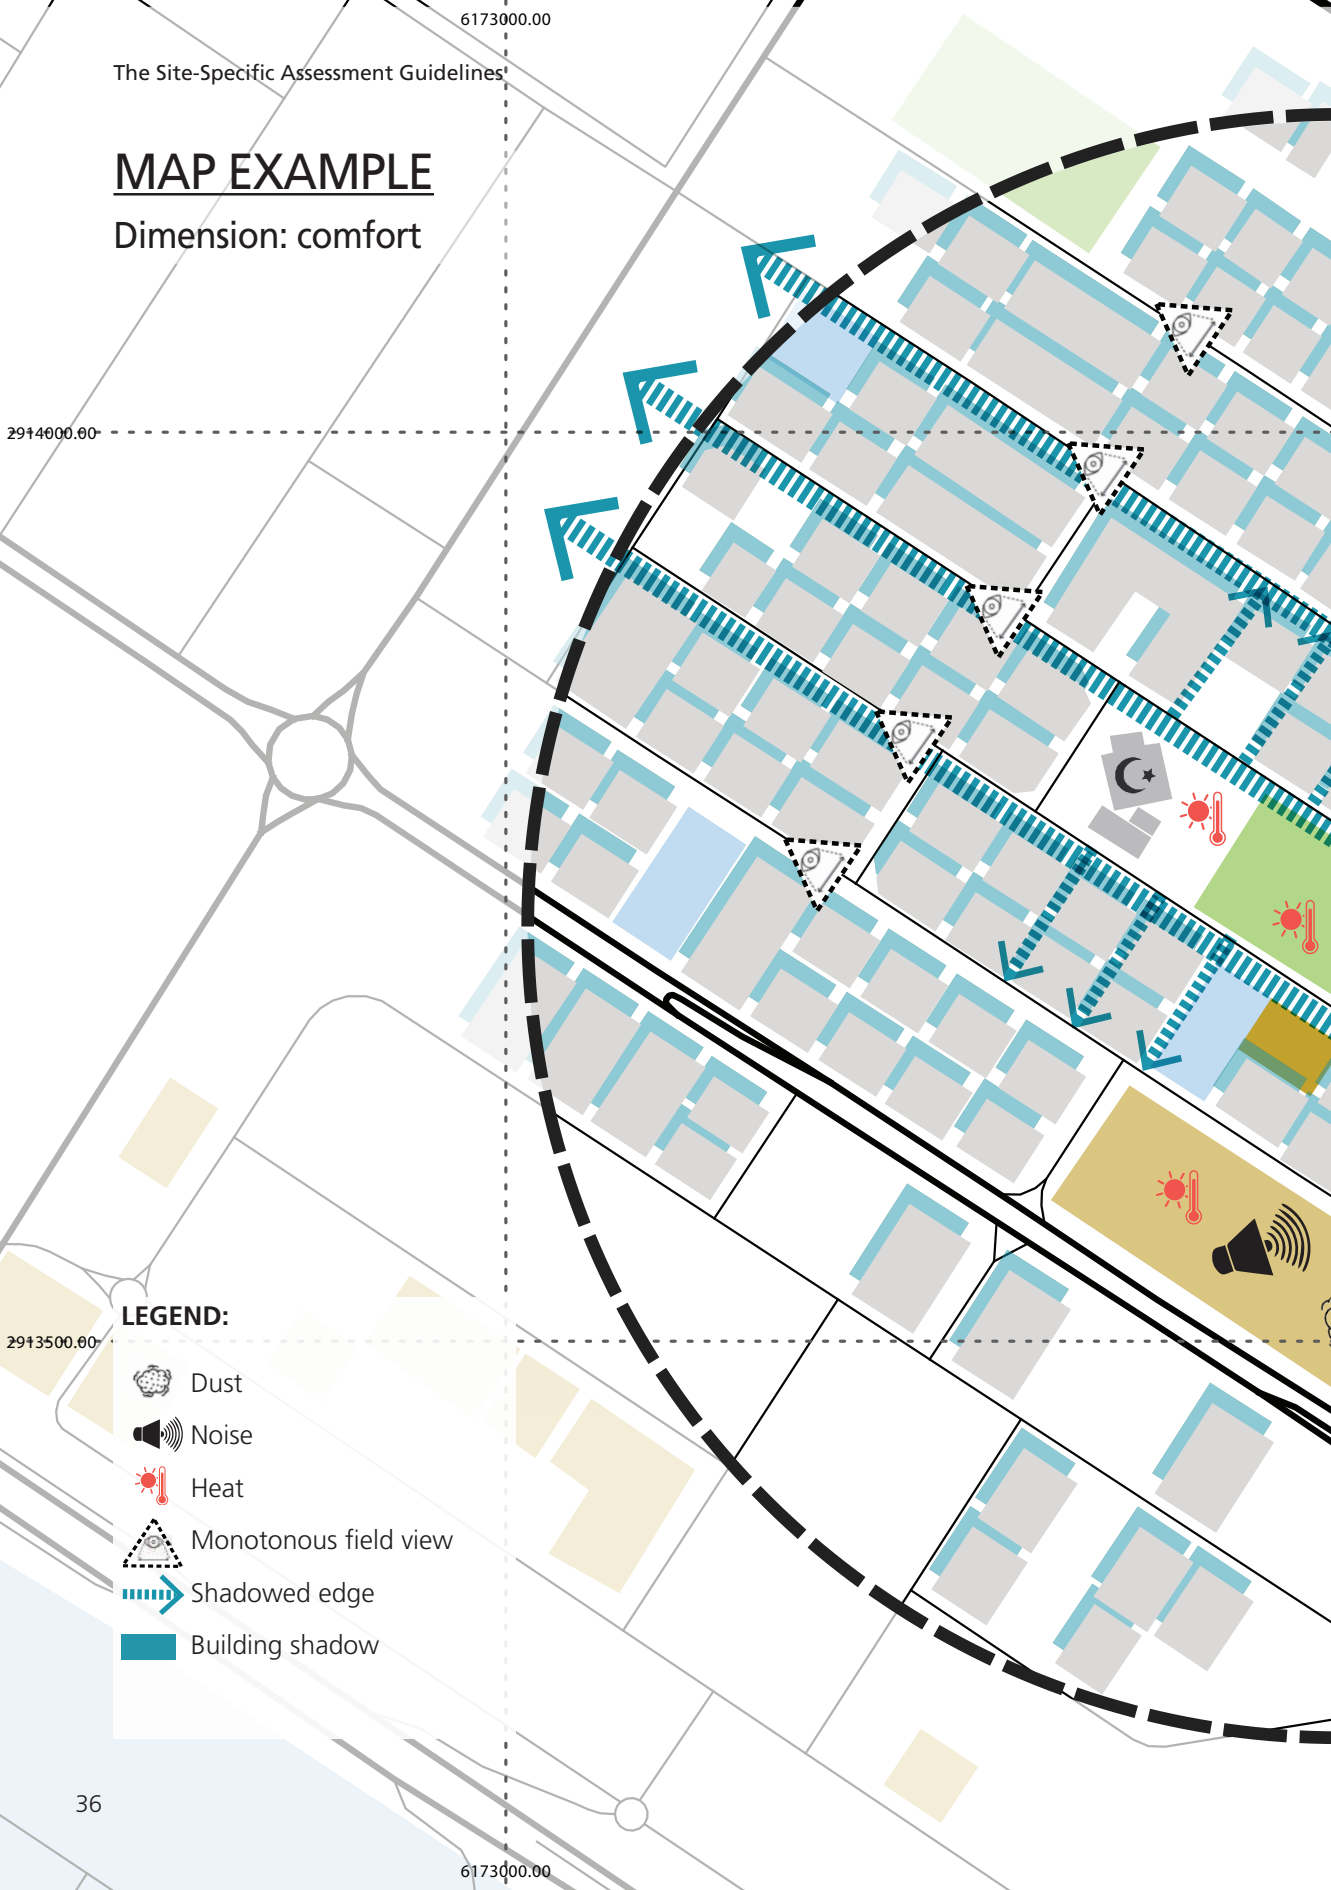 6173000.00
The Site-Specific Assessment Guidelines
MAP EXAMPLE
Dimension: comfort
2914000.00
LEGEND:
2913500.00
Dust
Noise
Heat
Monotonous field view
Shadowed edge
Building shadow
36
6173000.00